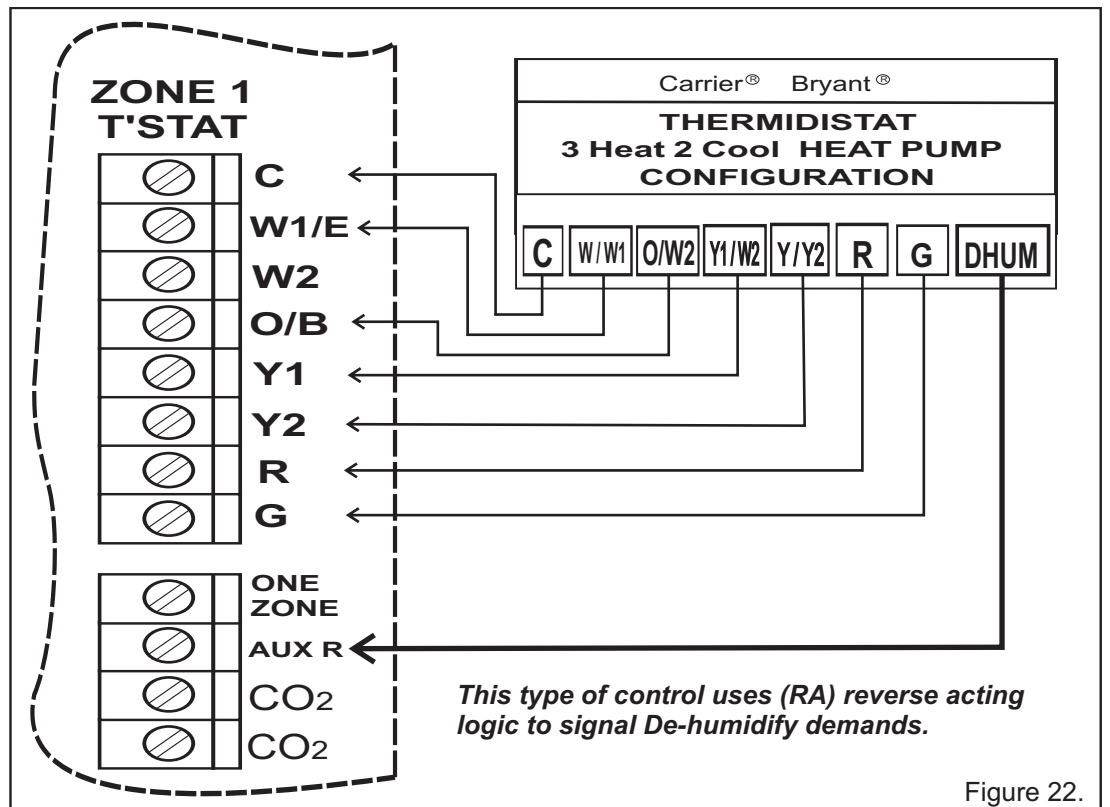 ZONE 1
T'STAT
C
W1/E
W2
O/B
Y1
Y2
R
G
ONE
ZONE
AUX R
CO2
CO2
Carrier® Bryant®
THERMIDISTAT
3 Heat 2 Cool HEAT PUMP
CONFIGURATION
C W/W1 O/W2 Y1/W2 Y/Y2 R G DHUM
This type of control uses (RA) reverse acting
logic to signal De-humidify demands.
Figure 22.